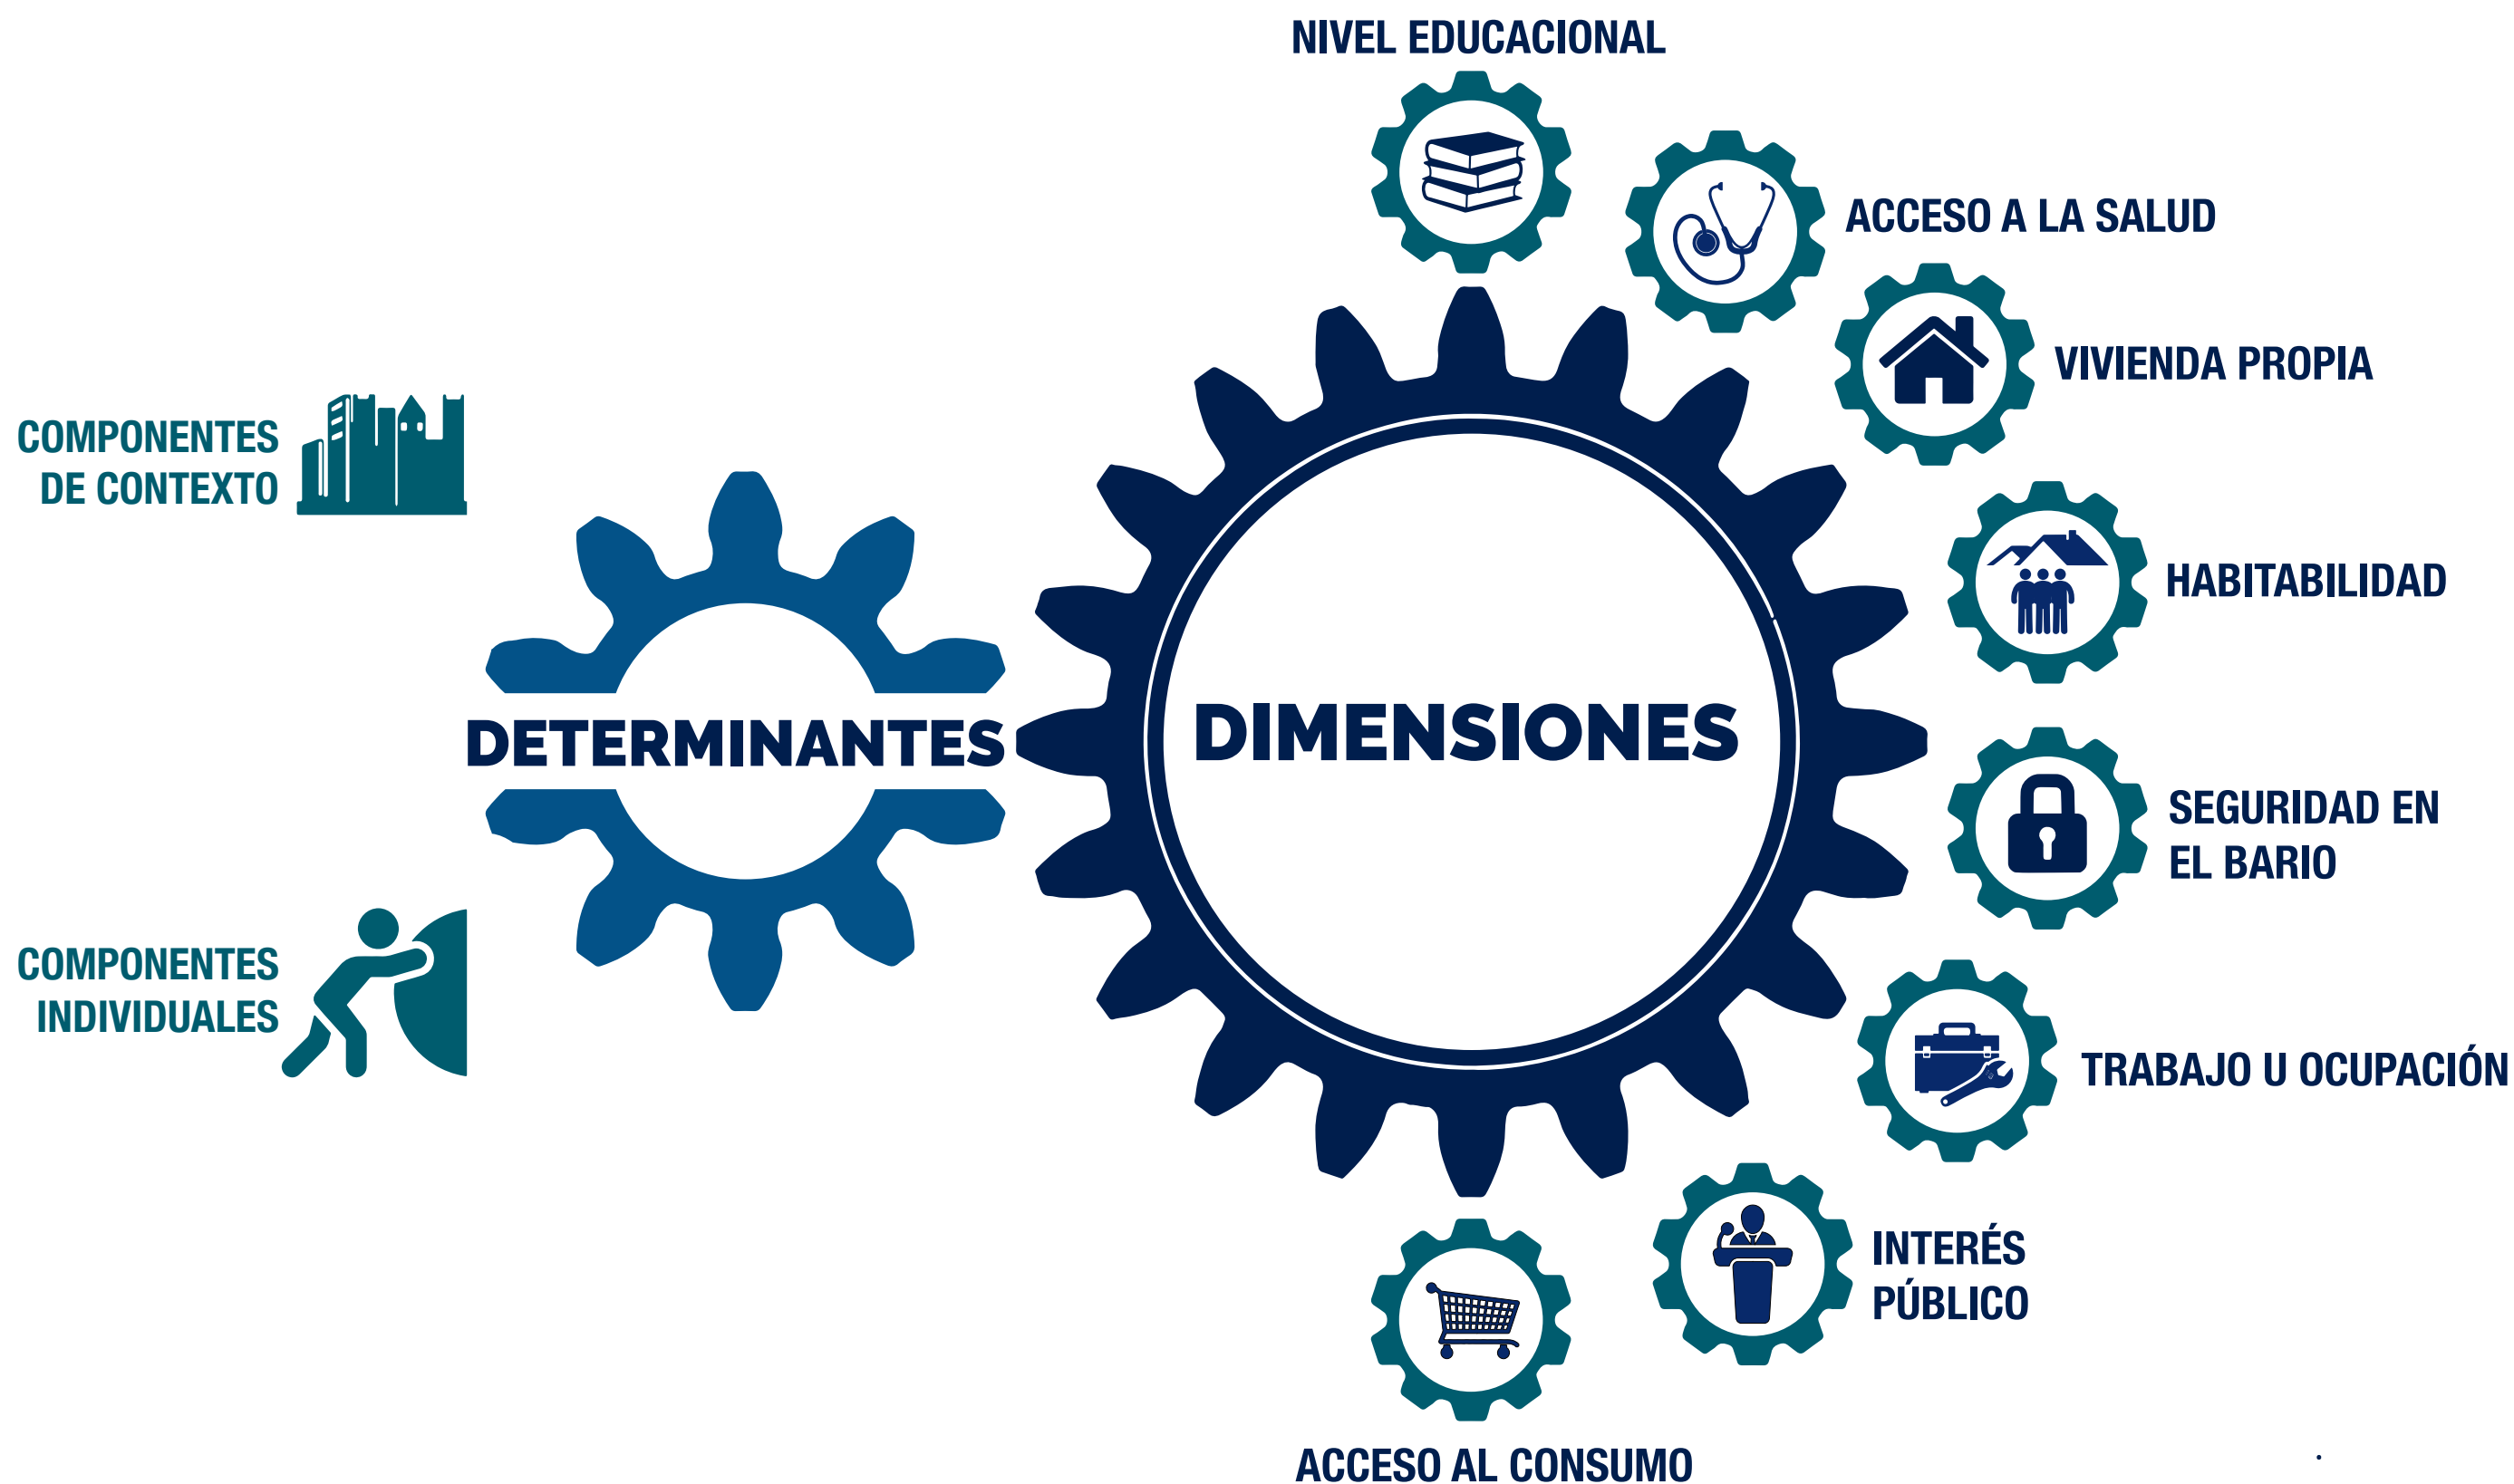 NIVEL EDUCACIONAL
ACCESO A LA SALUD
VIVIENDA PROPIA
COMPONENTES
DE CONTEXTO
HABITABILIDAD
DETERMINANTES
DIMENSIONES
SEGURIDAD EN
EL BARIO
COMPONENTES
INDIVIDUALES
TRABAJO U OCUPACIÓN
INTERÉS
PÚBLICO
ACCESO AL CONSUMO